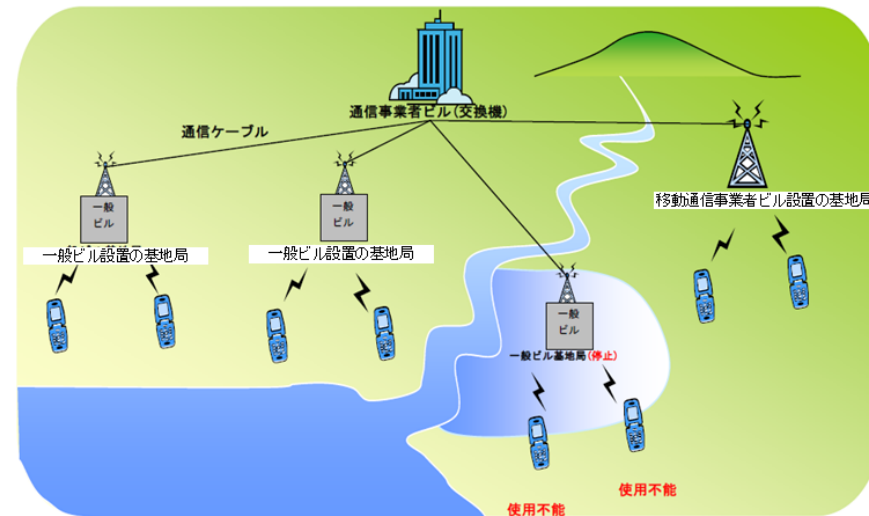 通信事業者ビル(交換機)
通信ケーブル
一般
ビル
一般ビル設置の基地局
一般
ビル
一般ビル設置の基地局
移動通信事業者ビル設置の基地局
一般
ビル
一般ビル基地局(停止)
使用不能
使用不能